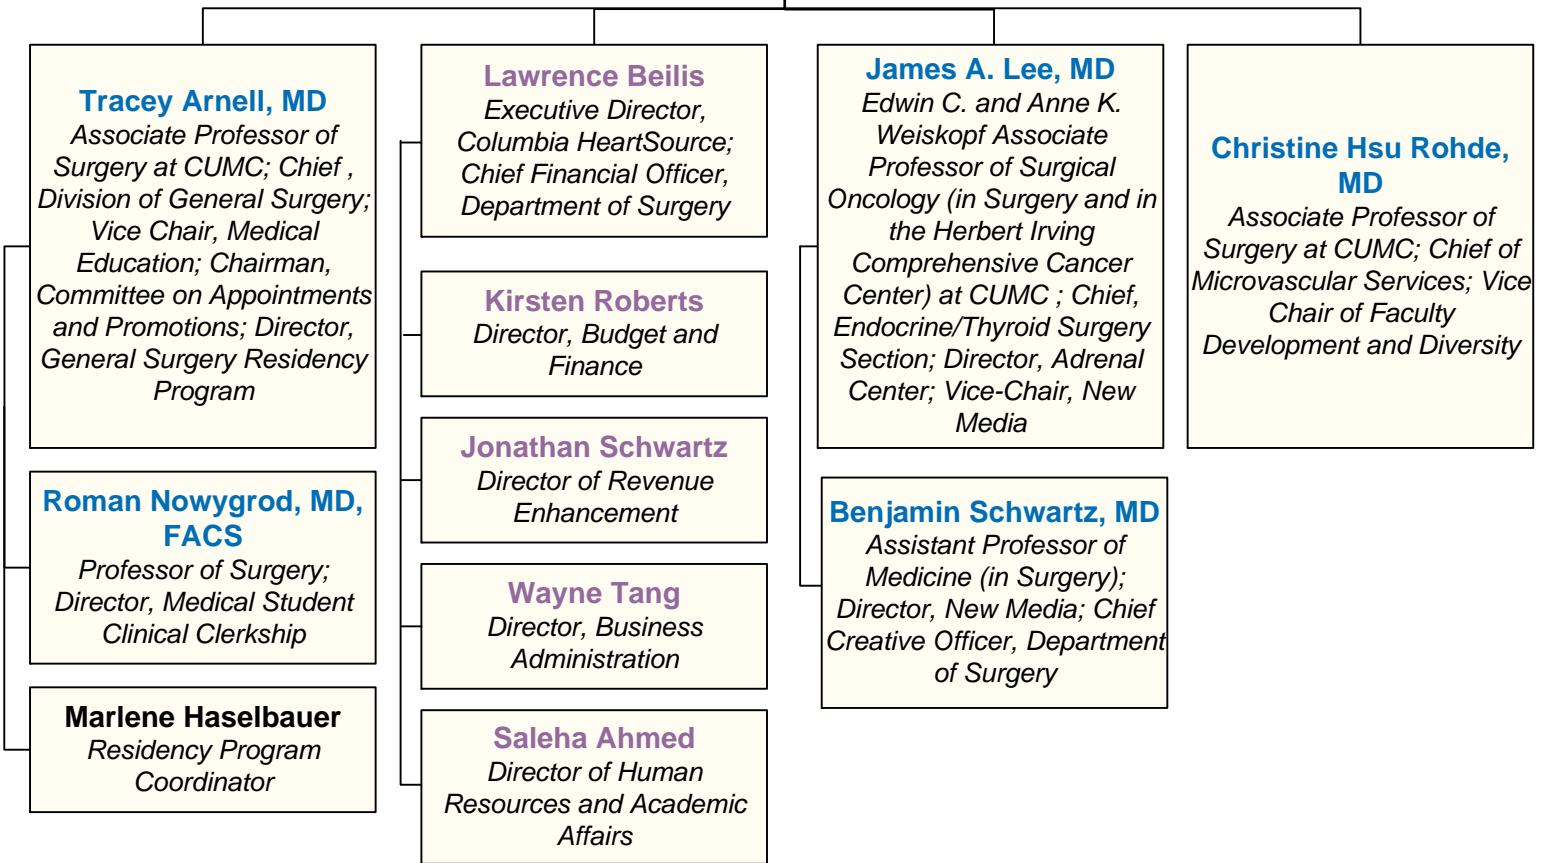 Tracey Arnell, MD
Associate Professor of
Surgery at CUMC; Chief ,
Division of General Surgery;
Vice Chair, Medical
Education; Chairman,
Committee on Appointments
and Promotions; Director,
General Surgery Residency
Program
Roman Nowygrod, MD,
FACS
Professor of Surgery;
Director, Medical Student
Clinical Clerkship
Marlene Haselbauer
Residency Program
Coordinator
Lawrence Beilis
Executive Director,
Columbia HeartSource;
Chief Financial Officer,
Department of Surgery
Kirsten Roberts
Director, Budget and
Finance
Jonathan Schwartz
Director of Revenue
Enhancement
Wayne Tang
Director, Business
Administration
Saleha Ahmed
Director of Human
Resources and Academic
Affairs
James A. Lee, MD
Edwin C. and Anne K.
Weiskopf Associate
Professor of Surgical
Oncology (in Surgery and in
the Herbert Irving
Comprehensive Cancer
Center) at CUMC ; Chief,
Endocrine/Thyroid Surgery
Section; Director, Adrenal
Center; Vice-Chair, New
Media
Benjamin Schwartz, MD
Assistant Professor of
Medicine (in Surgery);
Director, New Media; Chief
Creative Officer, Department
of Surgery
Christine Hsu Rohde,
MD
Associate Professor of
Surgery at CUMC; Chief of
Microvascular Services; Vice
Chair of Faculty
Development and Diversity